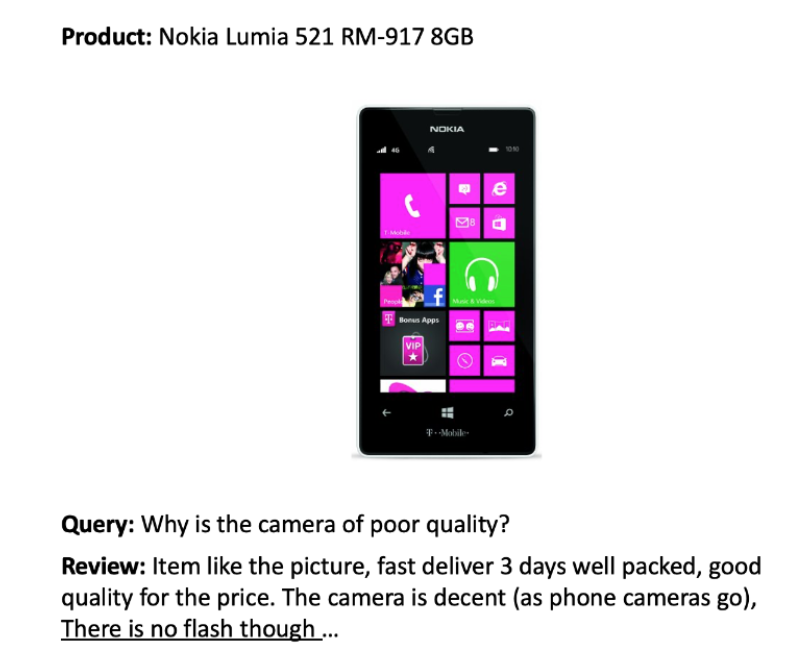 Product: Nokia Lumia 521 RM-917 8GB
NOKIA
4G
10:10
T-Mobile
8
People
Music & Videos
Bonus Apps
VIP
T··Mobile·
Query: Why is the camera of poor quality?
Review: Item like the picture, fast deliver 3 days well packed, good
quality for the price. The camera is decent (as phone cameras go),
There is no flash though ...